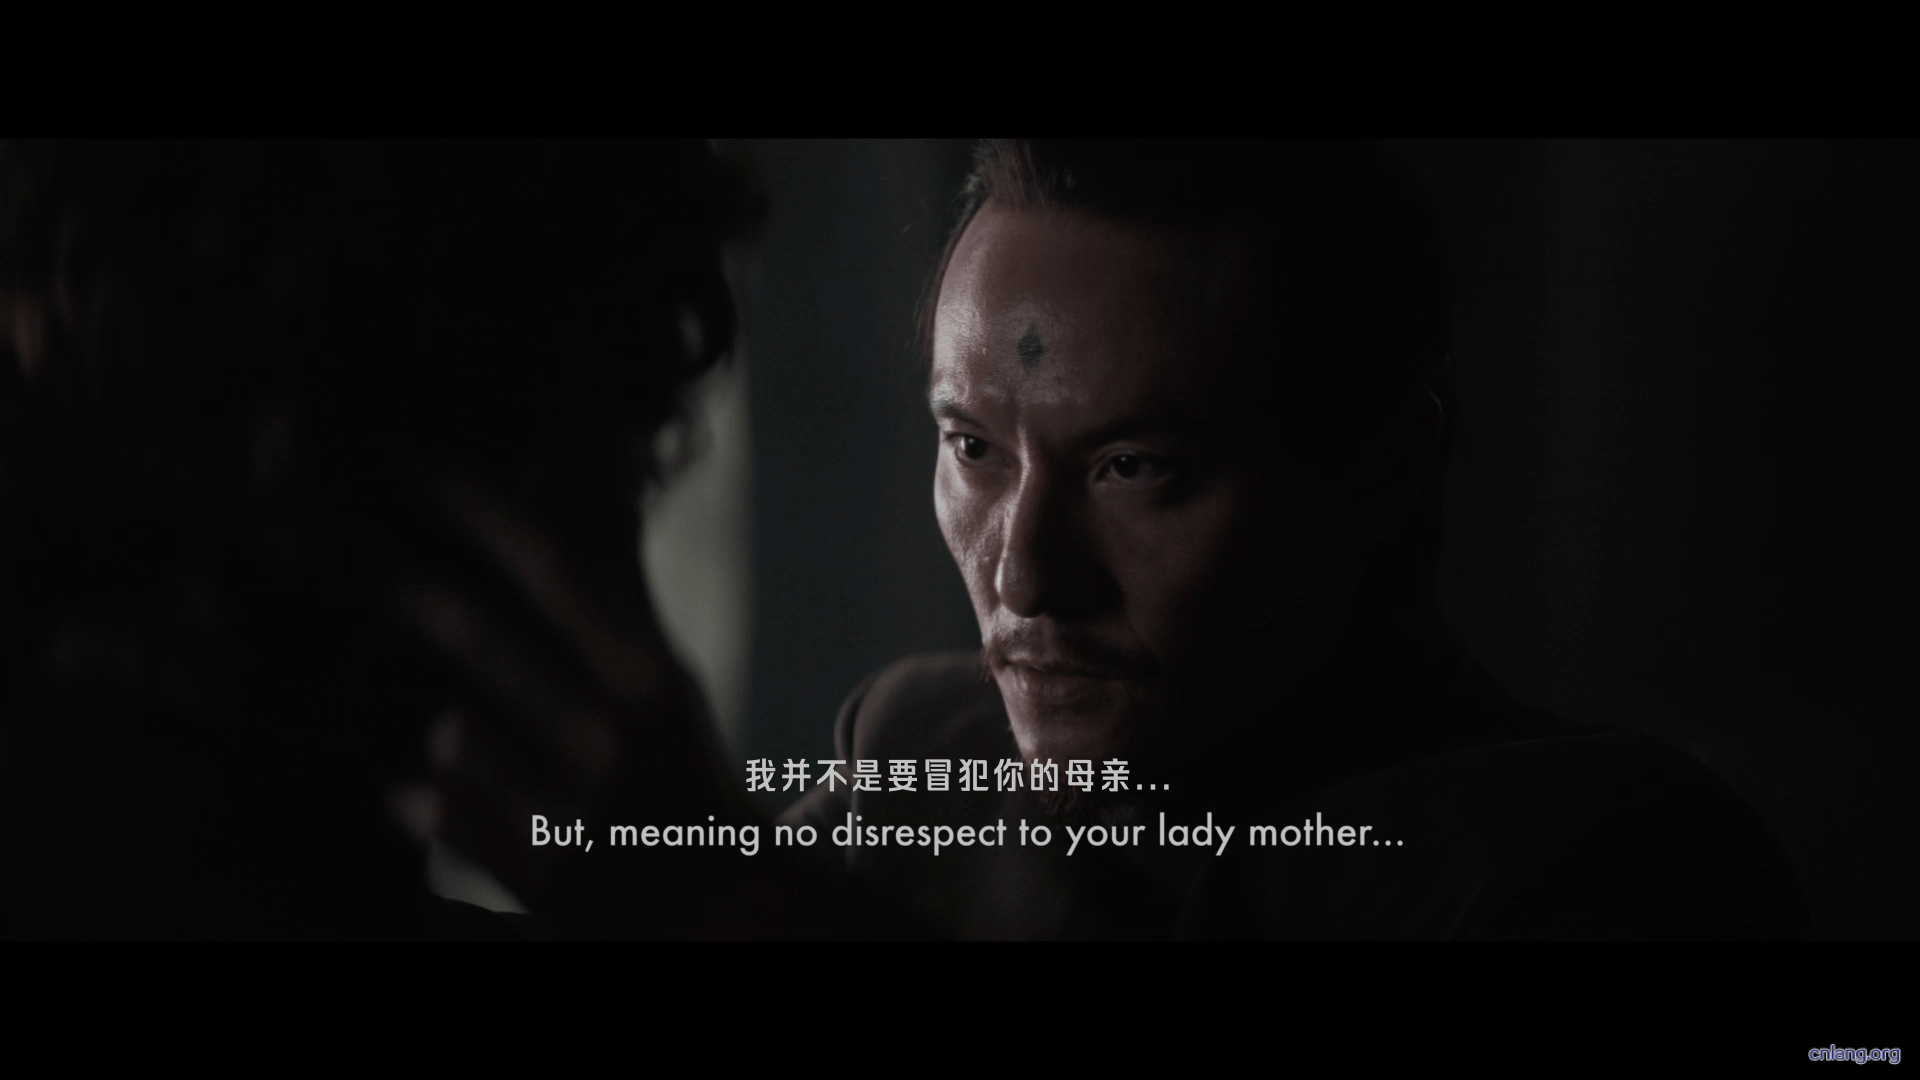 我并不是要冒犯你的母亲...
But, meaning no disrespect to your lady mother...
cnlang.org